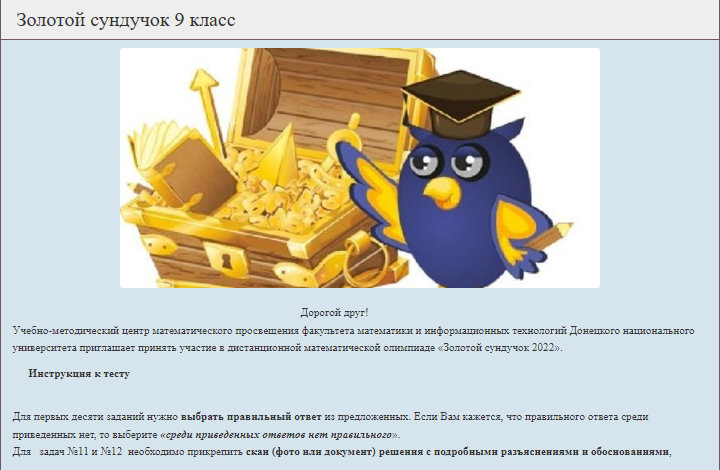 Золотой сундучок 9 класс
Дорогой друг!
Учебно-методический центр математического просвещения факультета математики и информационных технологий Донецкого национального
университета приглашает принять участие в дистанционной математической олимпиаде «Золотой сундучок 2022».
Инструкция к тесту
Для первых десяти заданий нужно выбрать правильный ответ из предложенных. Если Вам кажется, что правильного ответа среди
приведенных нет, то выберите «среди приведенных ответов нет правильного».
Для задач №11 и №12 необходимо прикрепить скан (фото или документ) решения с подробными разъяснениями и обоснованиями,